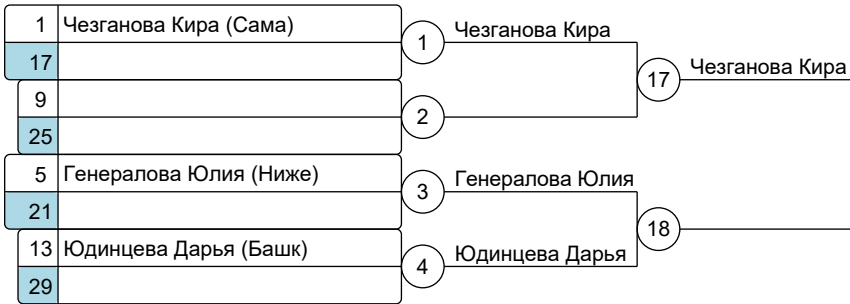 1 Чезганова Кира (Сама)
17
1 Чезганова Кира
9
25
2
17 Чезганова Кира
5 Генералова Юлия (Ниже)
21
3 Генералова Юлия
13 Юдинцева Дарья (Башк)
29
4 Юдинцева Дарья
18